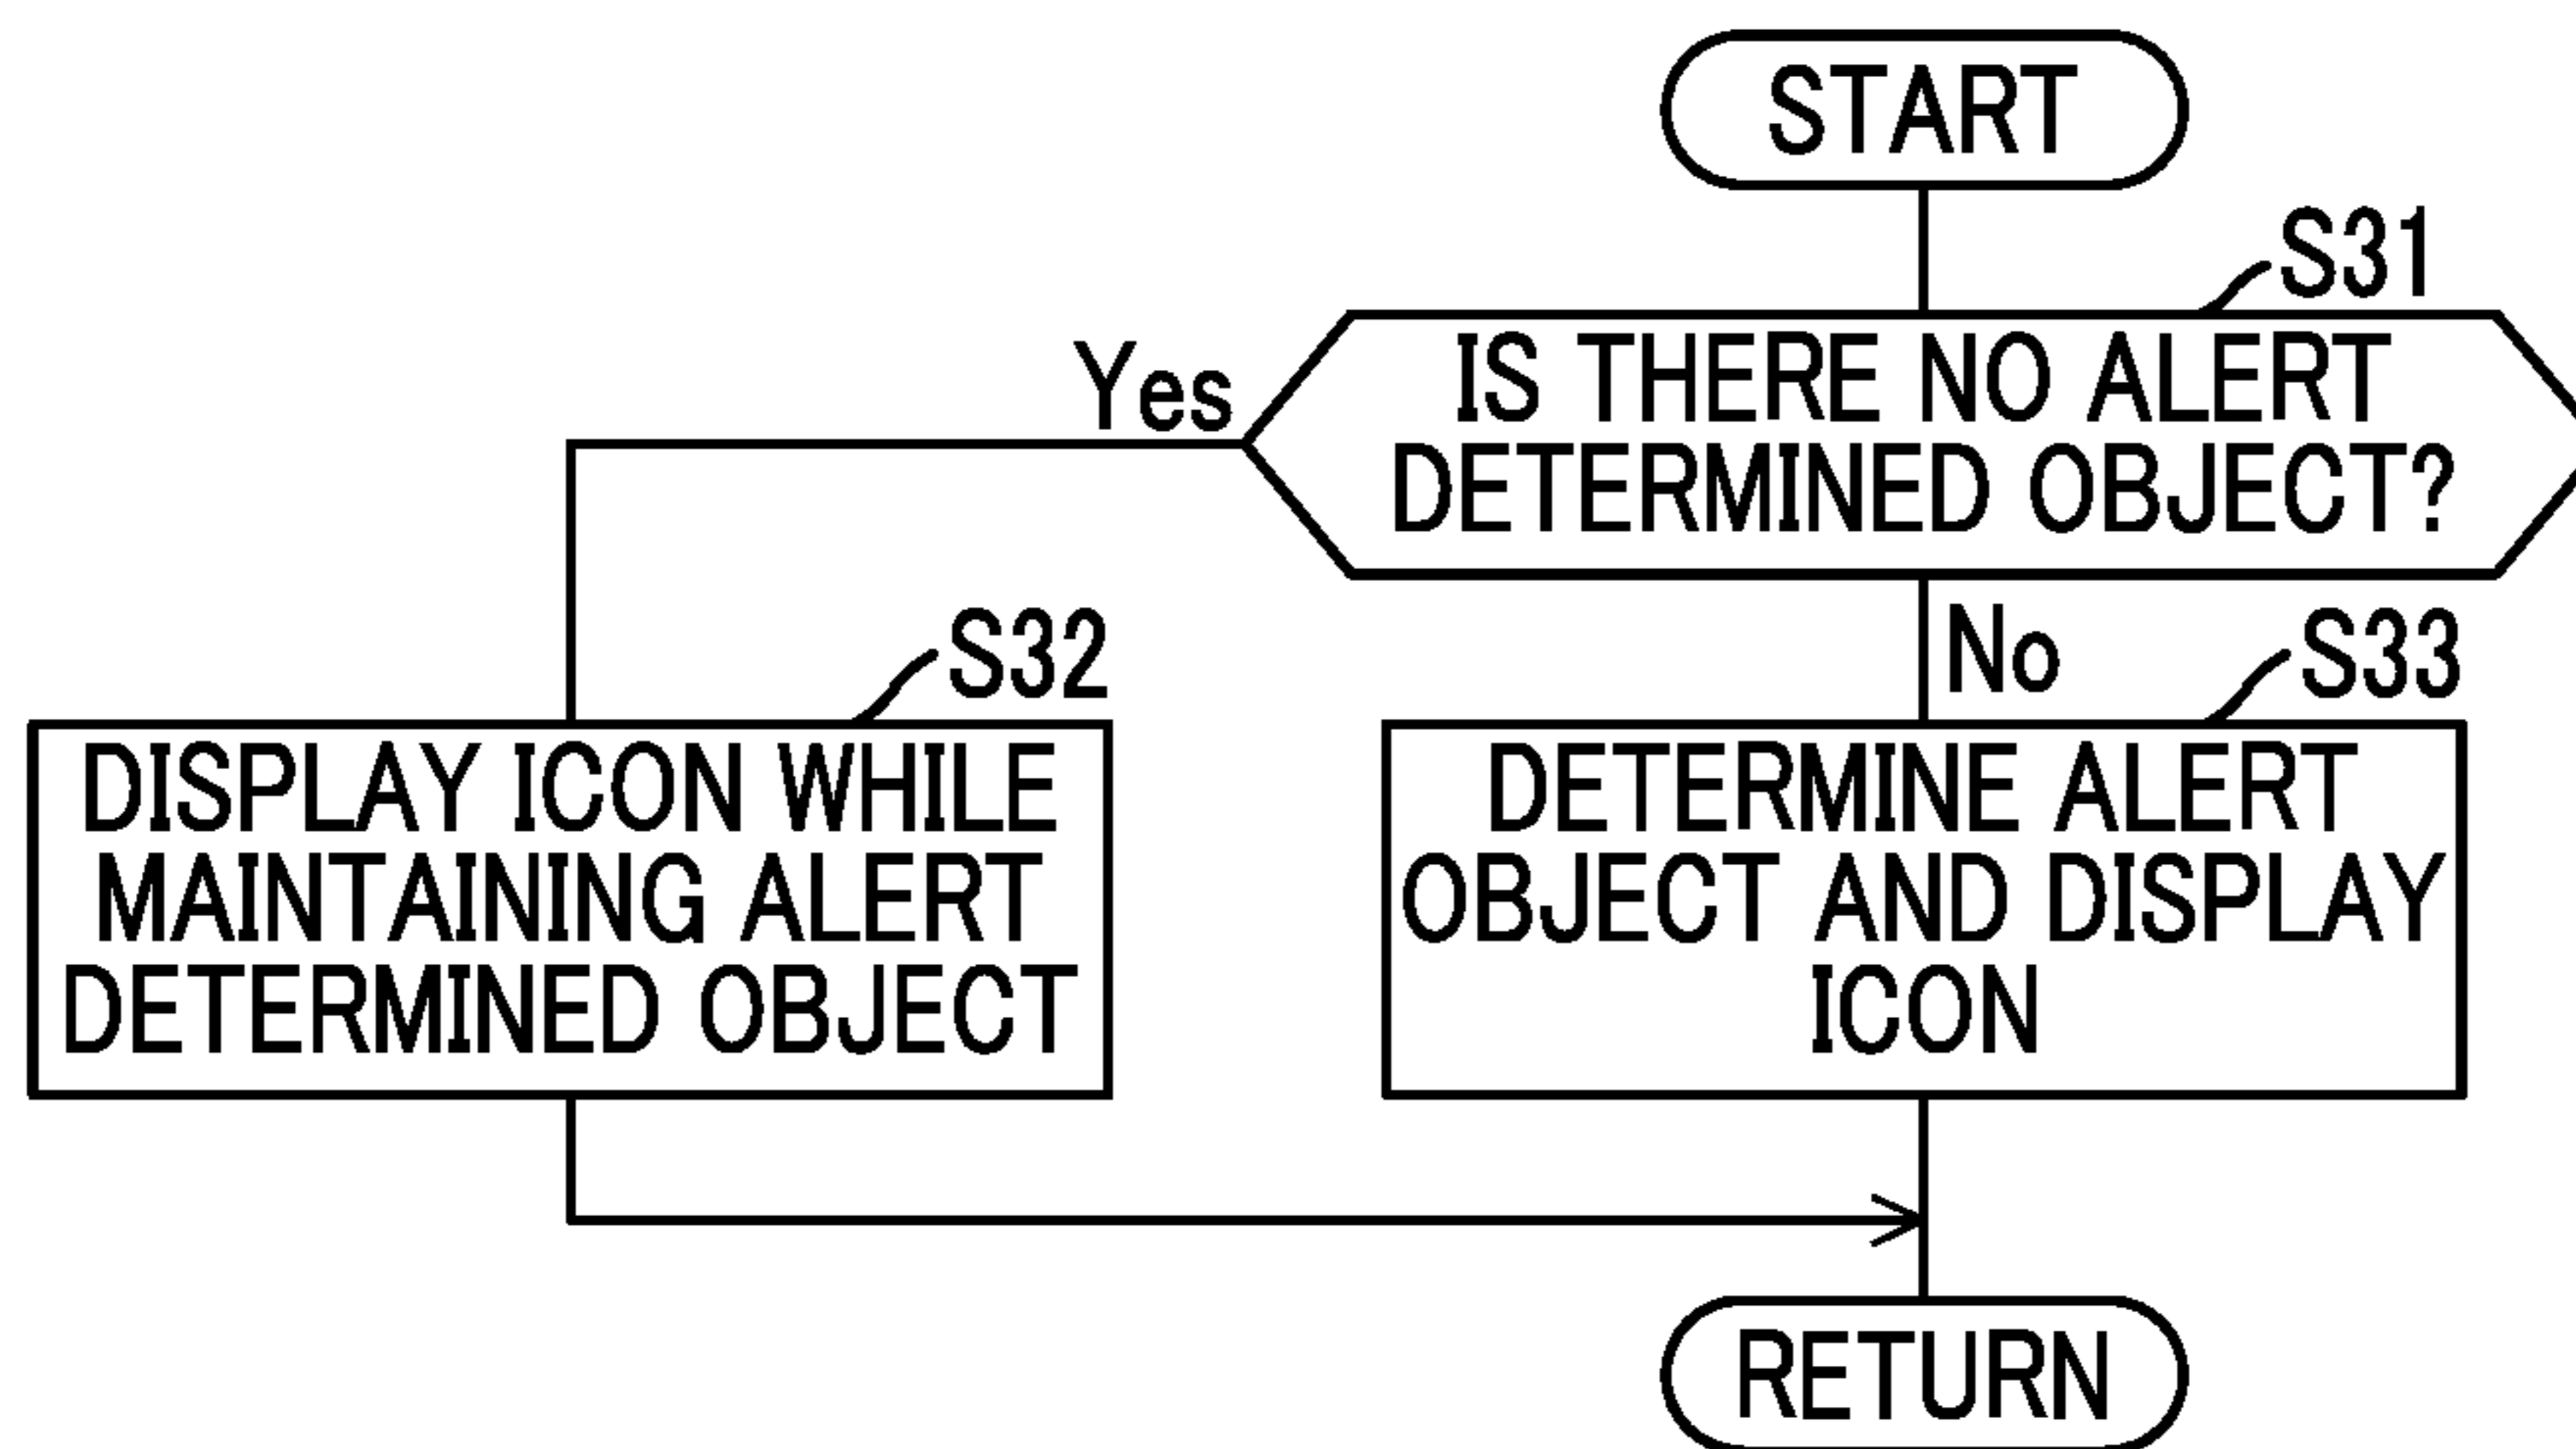 START
S31
IS THERE NO ALERT
DETERMINED OBJECT?
Yes
No
S32
DISPLAY ICON WHILE
MAINTAINING ALERT
DETERMINED OBJECT
S33
DETERMINE ALERT
OBJECT AND DISPLAY
ICON
RETURN